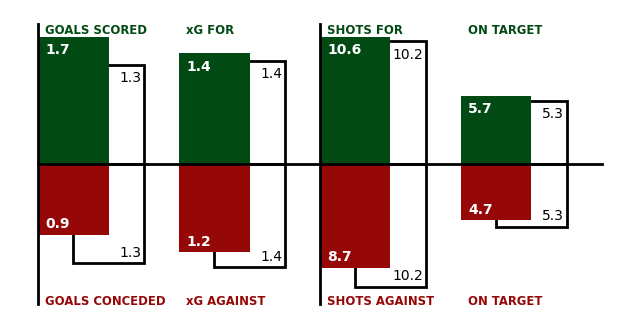 GOALS SCORED xG FOR SHOTS FOR ON TARGET
1.7 1.3 1.4 1.4 10.6 10.2 5.7 5.3
0.9 1.3 1.2 1.4 8.7 10.2 4.7 5.3
GOALS CONCEDED xG AGAINST SHOTS AGAINST ON TARGET